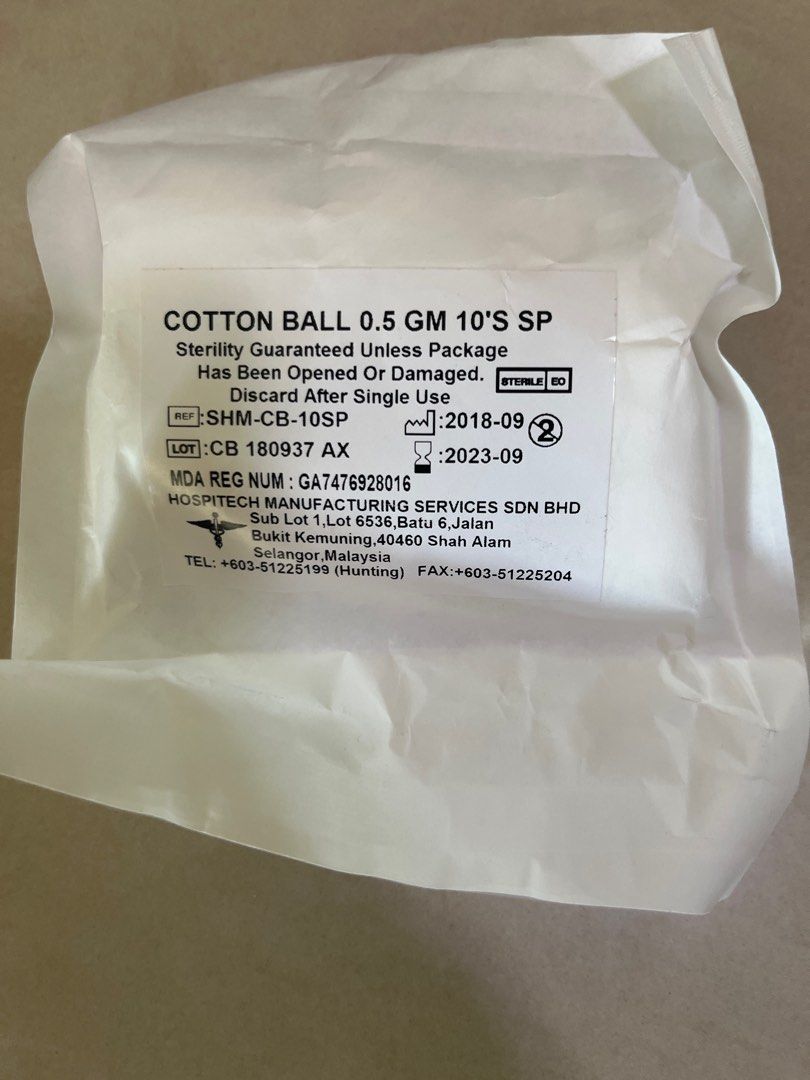 COTTON BALL 0.5 GM 10'S SP
Sterility Guaranteed Unless Package
Has Been Opened Or Damaged.
STERILE EO
Discard After Single Use
REF :SHM-CB-10SP
:2018-09
2
LOT :CB 180937 AX
:2023-09
MDA REG NUM : GA7476928016
HOSPITECH MANUFACTURING SERVICES SDN BHD
Sub Lot 1,Lot 6536,Batu 6,Jalan
Bukit Kemuning,40460 Shah Alam
Selangor,Malaysia
TEL: +603-51225199 (Hunting) FAX:+603-51225204